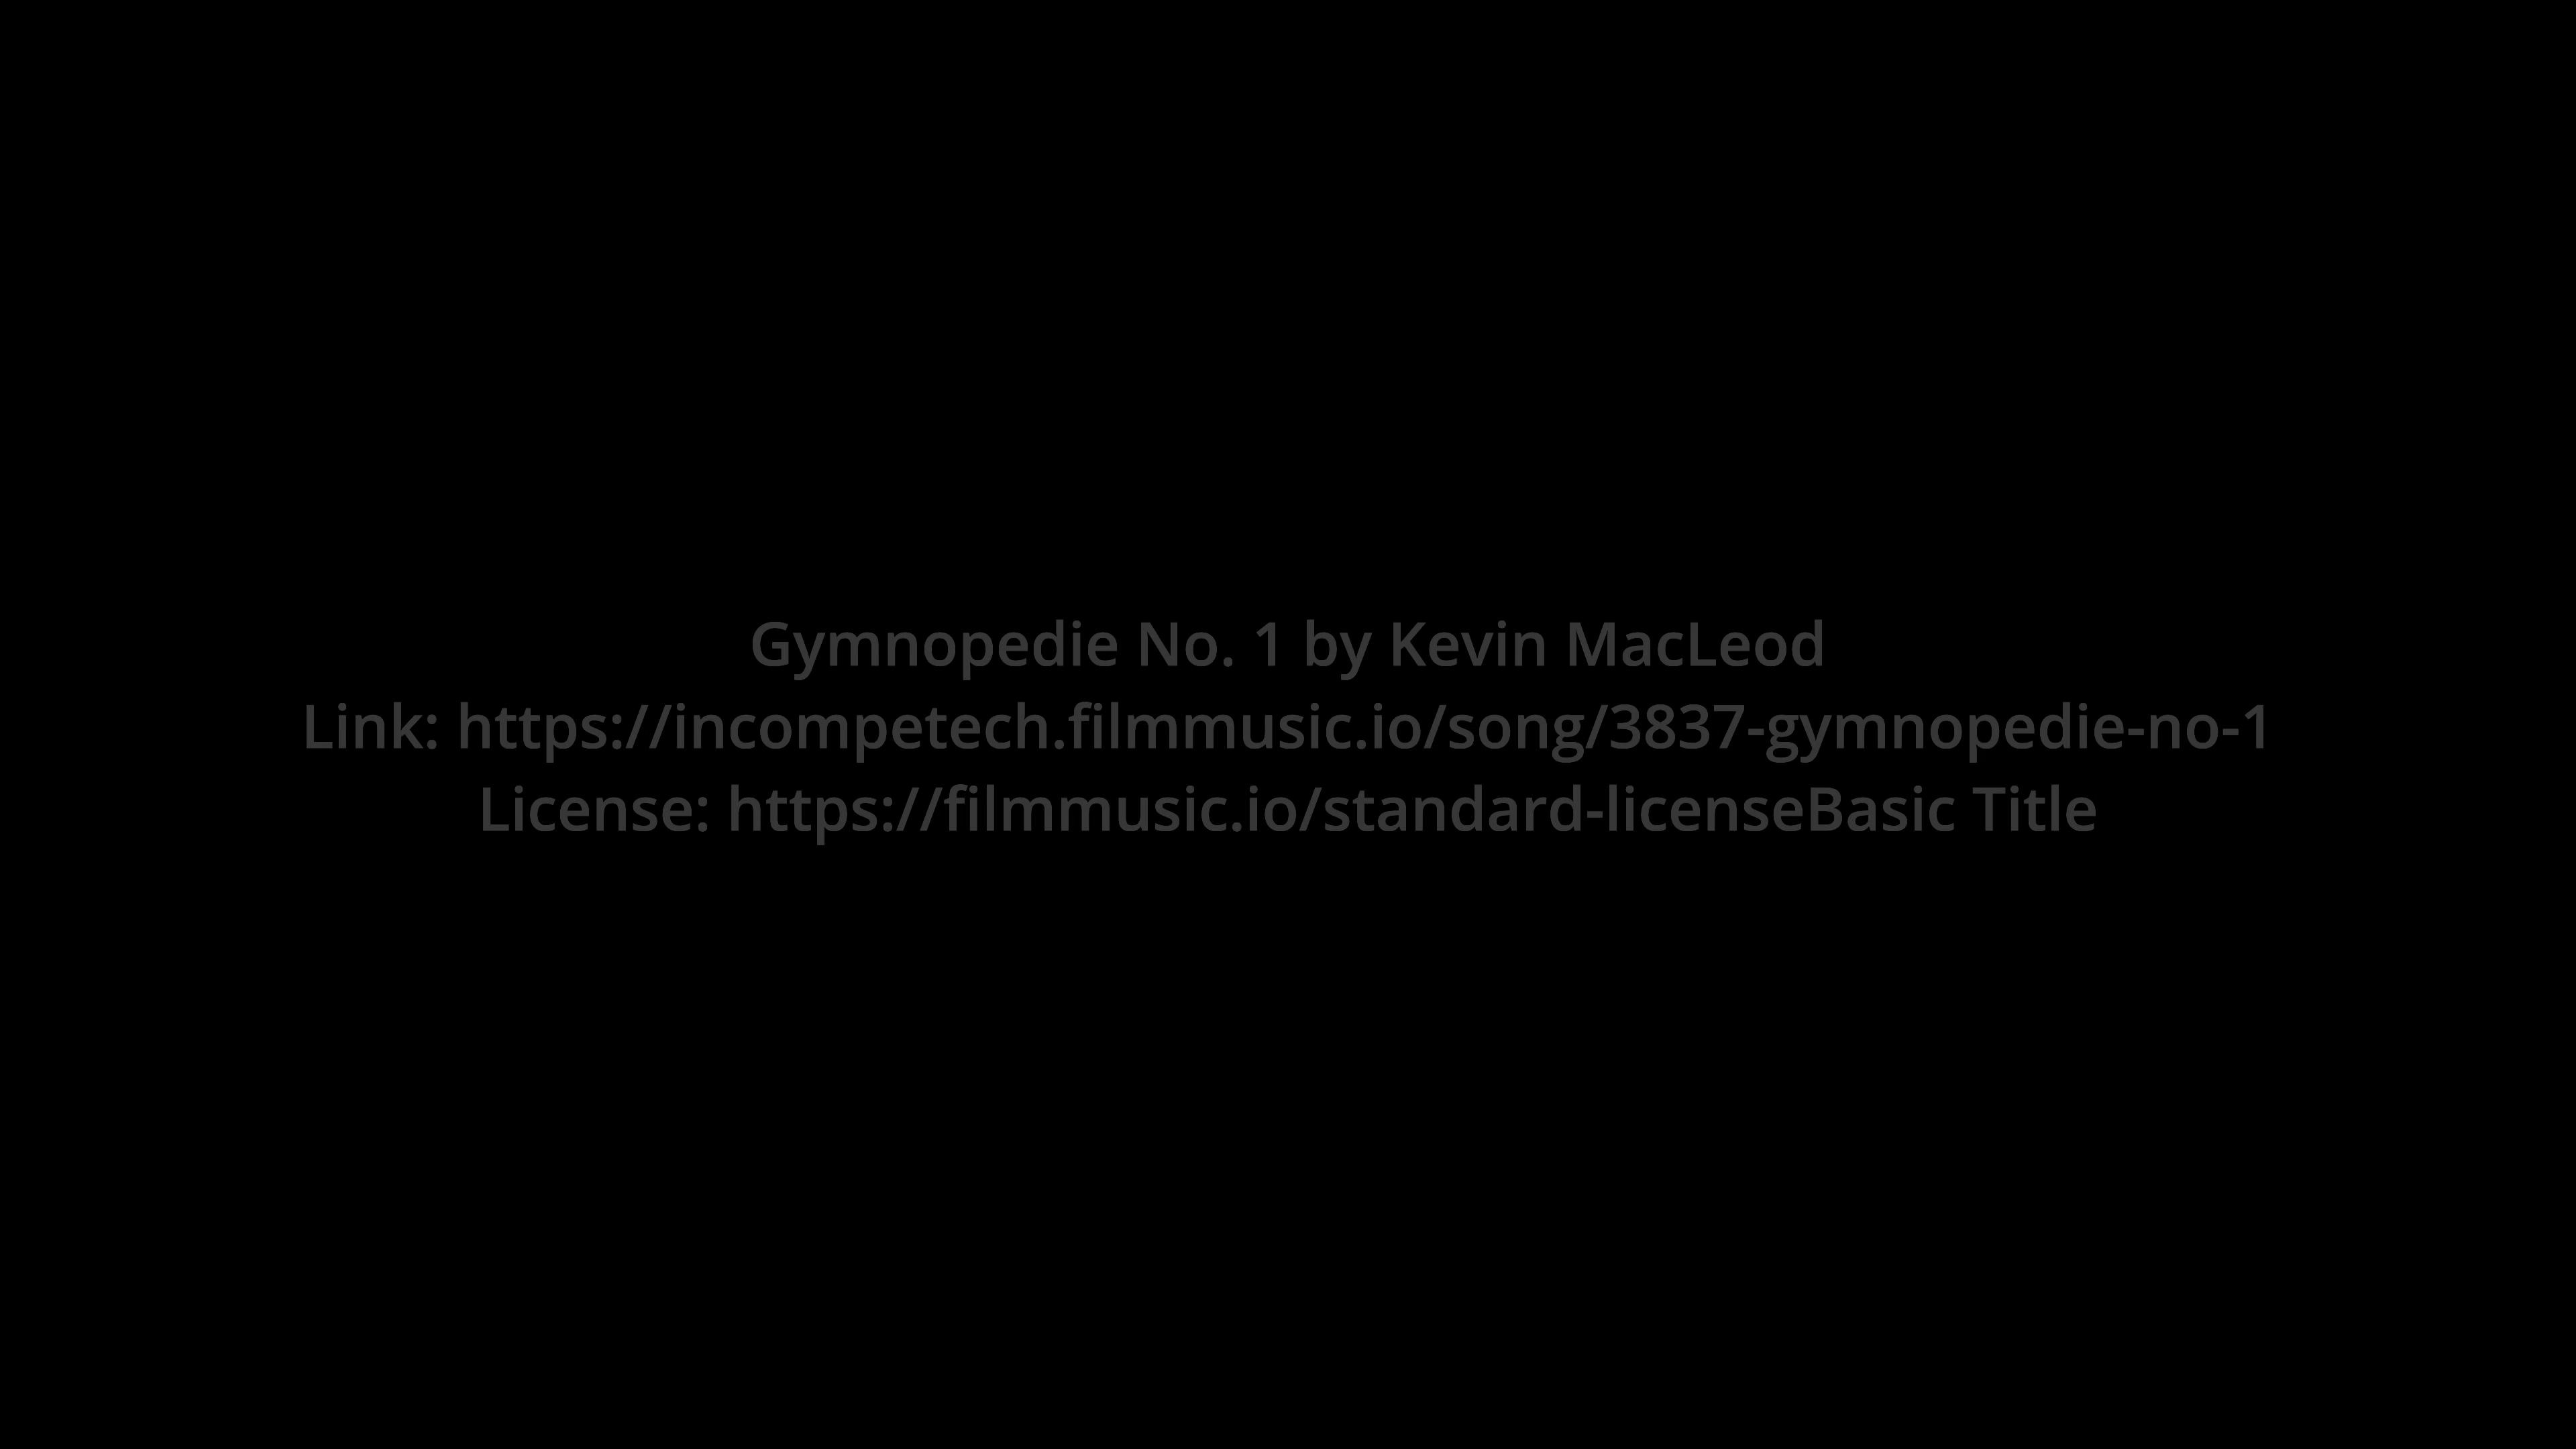 Gymnopedie No. 1 by Kevin MacLeod
Link: https://incompetech.filmmusic.io/song/3837-gymnopedie-no-1
License: https://filmmusic.io/standard-licenseBasic Title